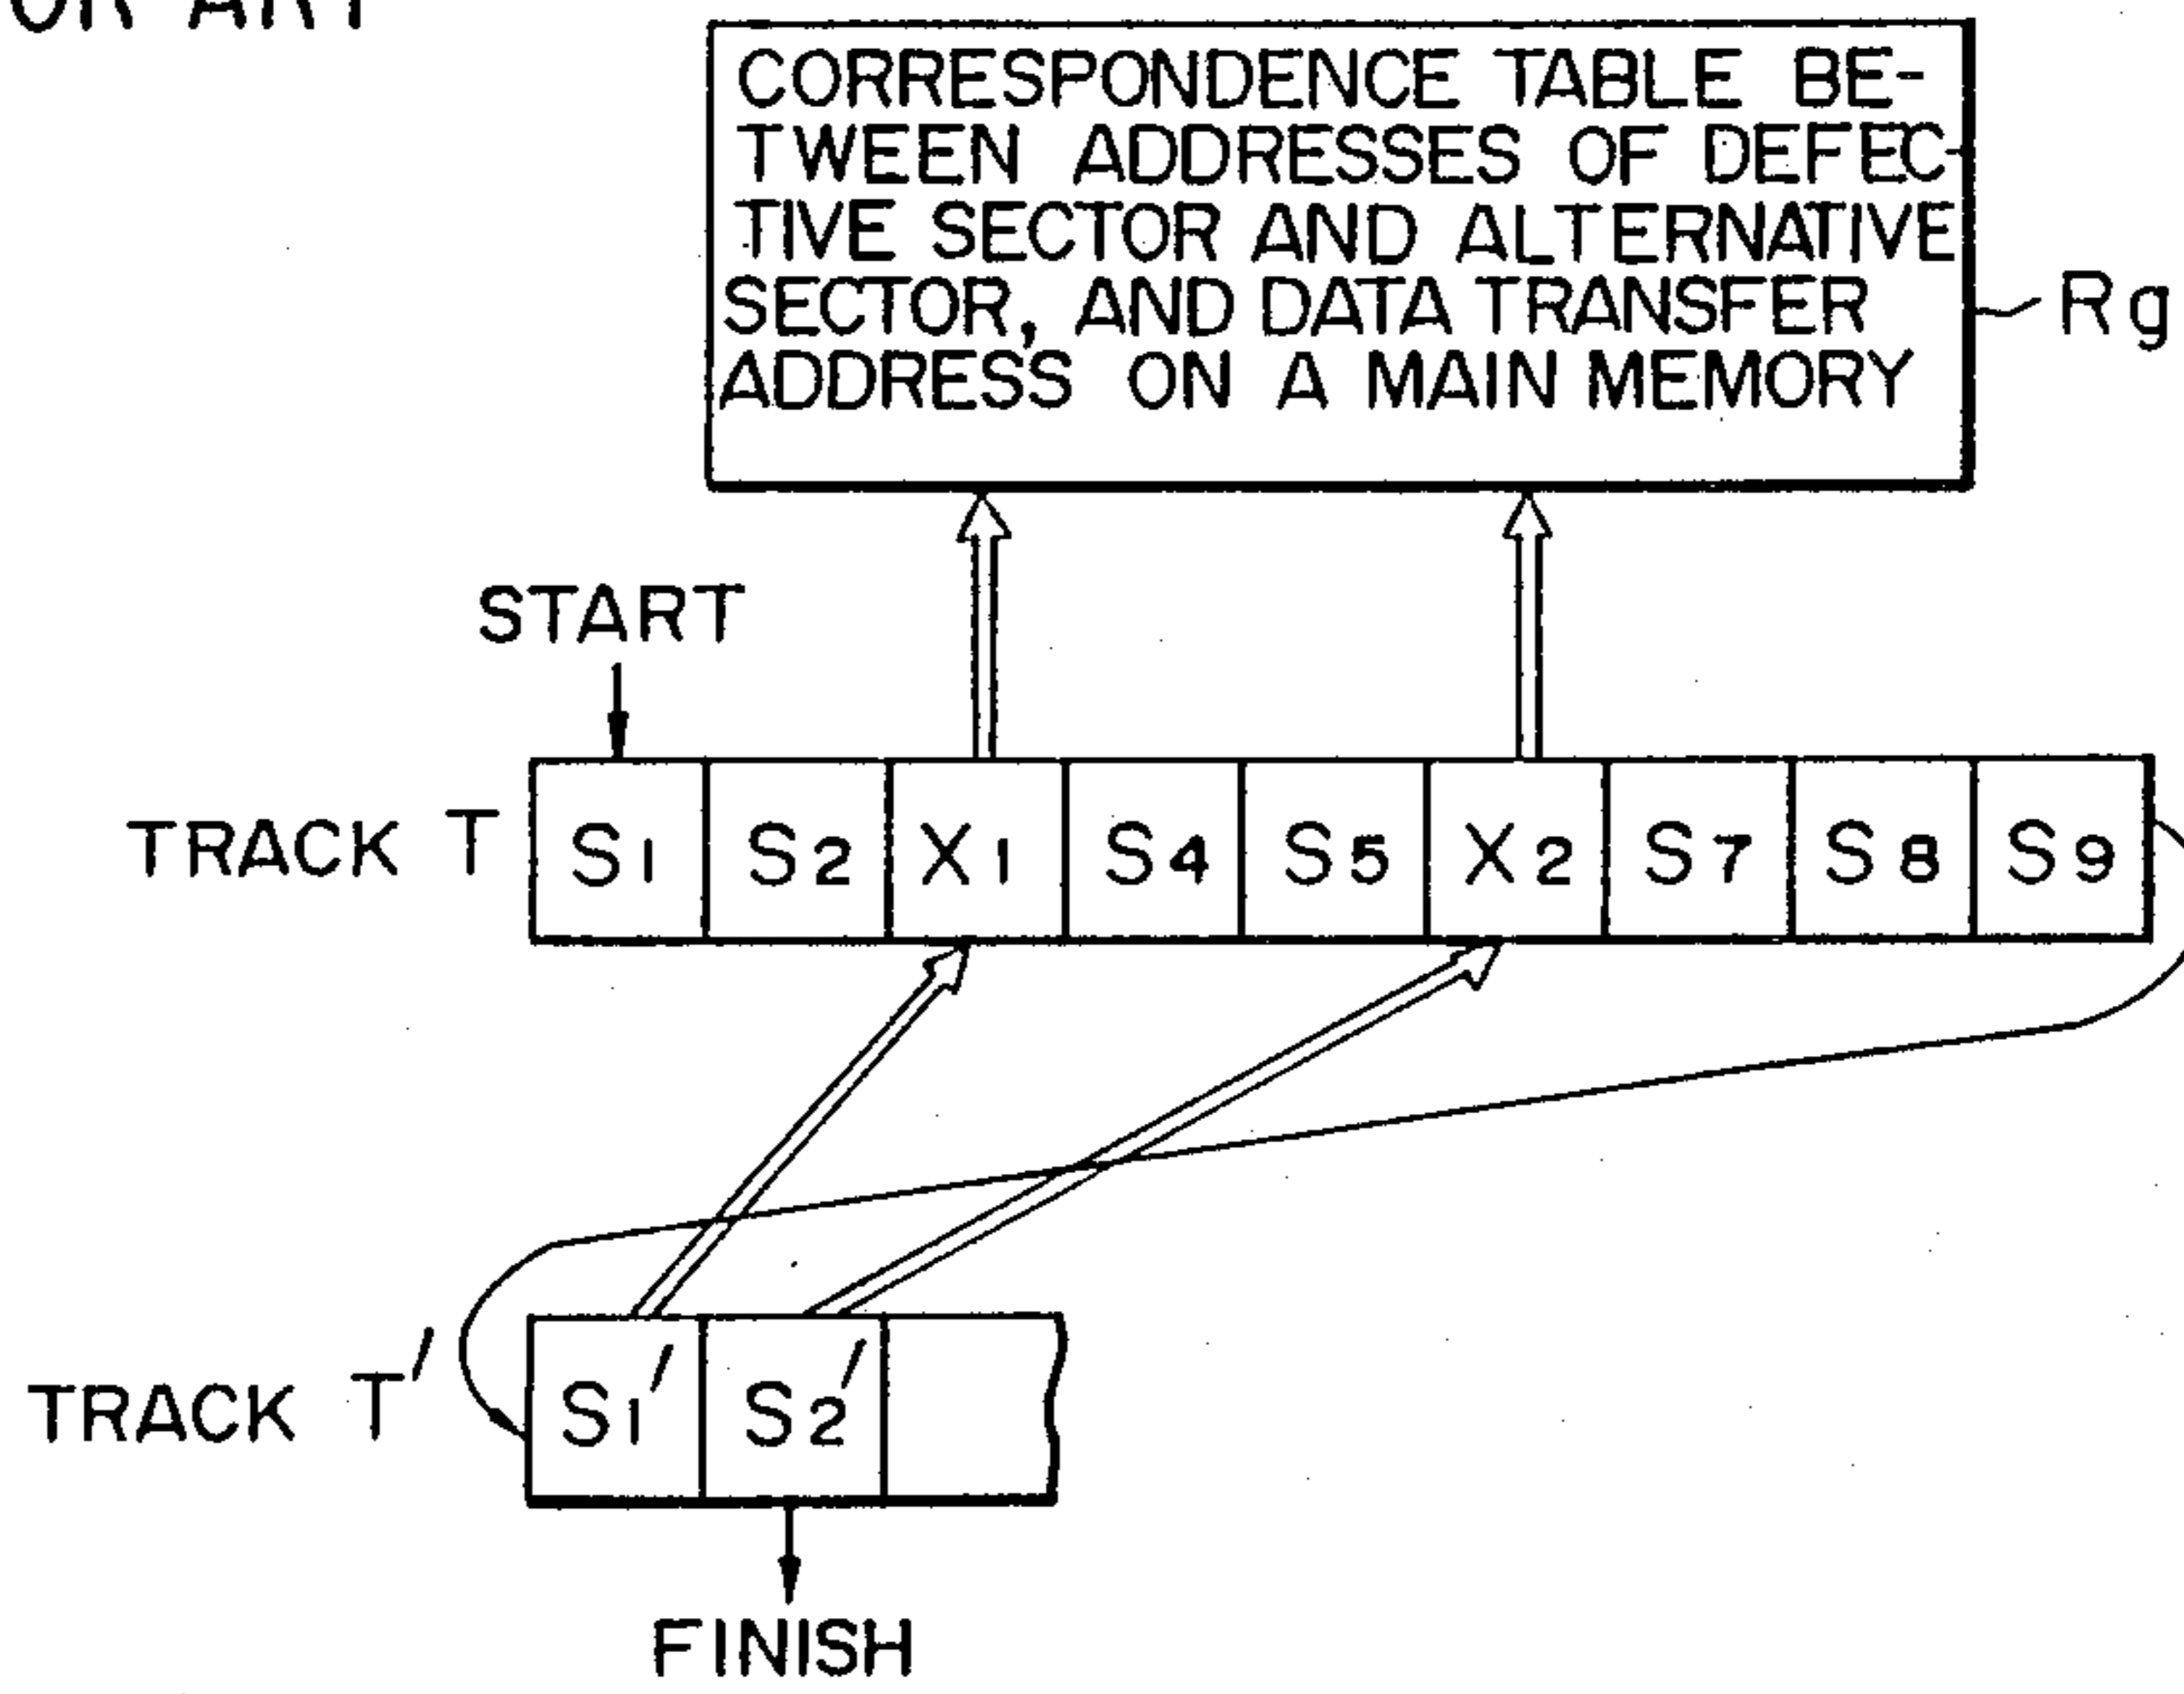 CORRESPONDENCE TABLE BE-
TWEEN ADDRESSES OF DEFEC-
TIVE SECTOR AND ALTERNATIVE
SECTOR, AND DATA TRANSFER
ADDRESS ON A MAIN MEMORY
Rg
START
TRACK T S1 S2 X1 S4 S5 X2 S7 S8 S9
TRACK T' S1' S2'
FINISH